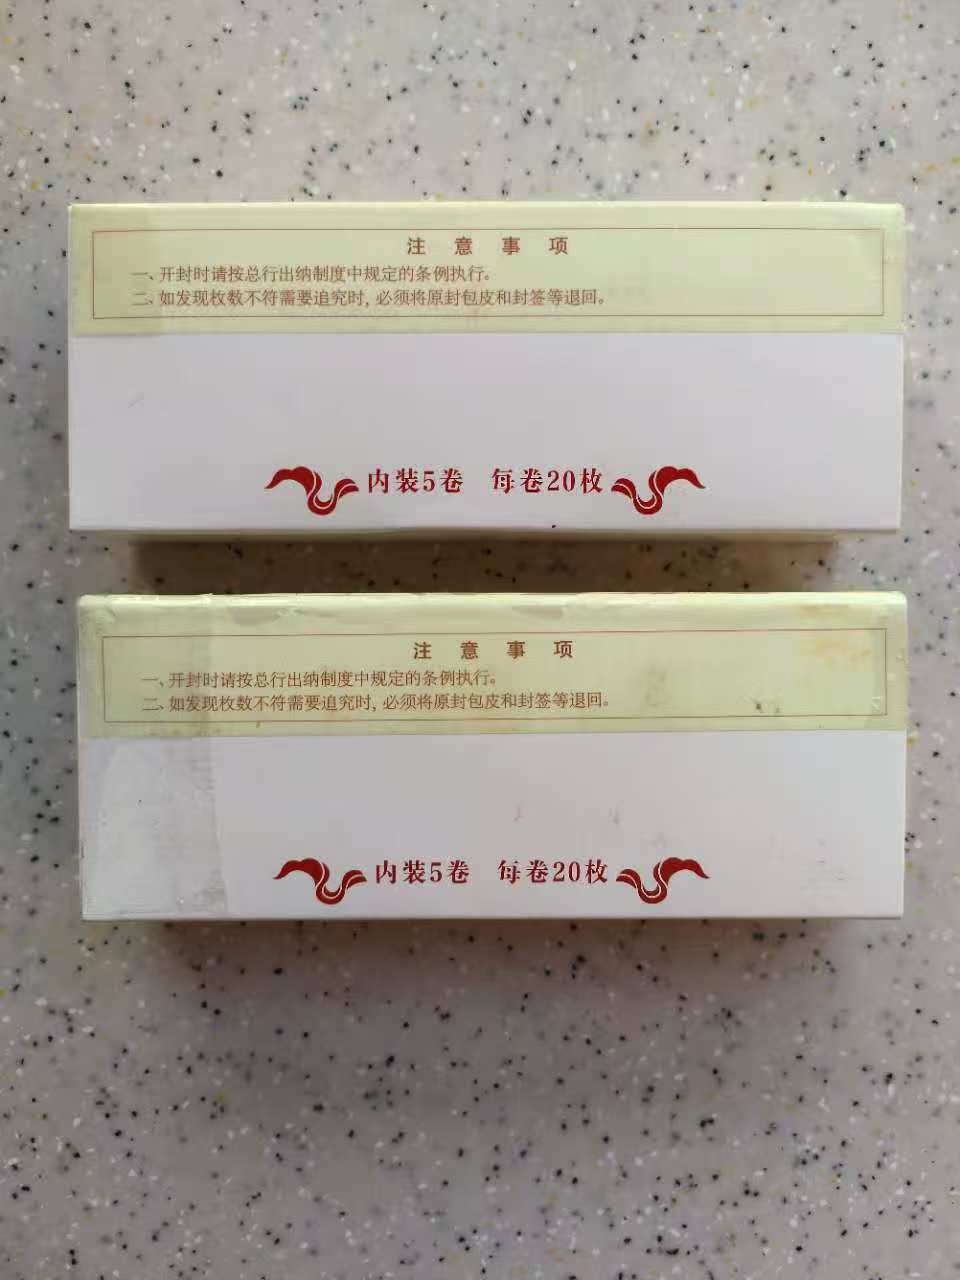 注意事项
一、开封时请按总行出纳制度中规定的条例执行。
二、如发现枚数不符需要追究时,必须将原封包皮和封签等退回。
内装5卷 每卷20枚
注意事项
一、开封时请按总行出纳制度中规定的条例执行。
二、如发现枚数不符需要追究时,必须将原封包皮和封签等退回。
内装5卷 每卷20枚